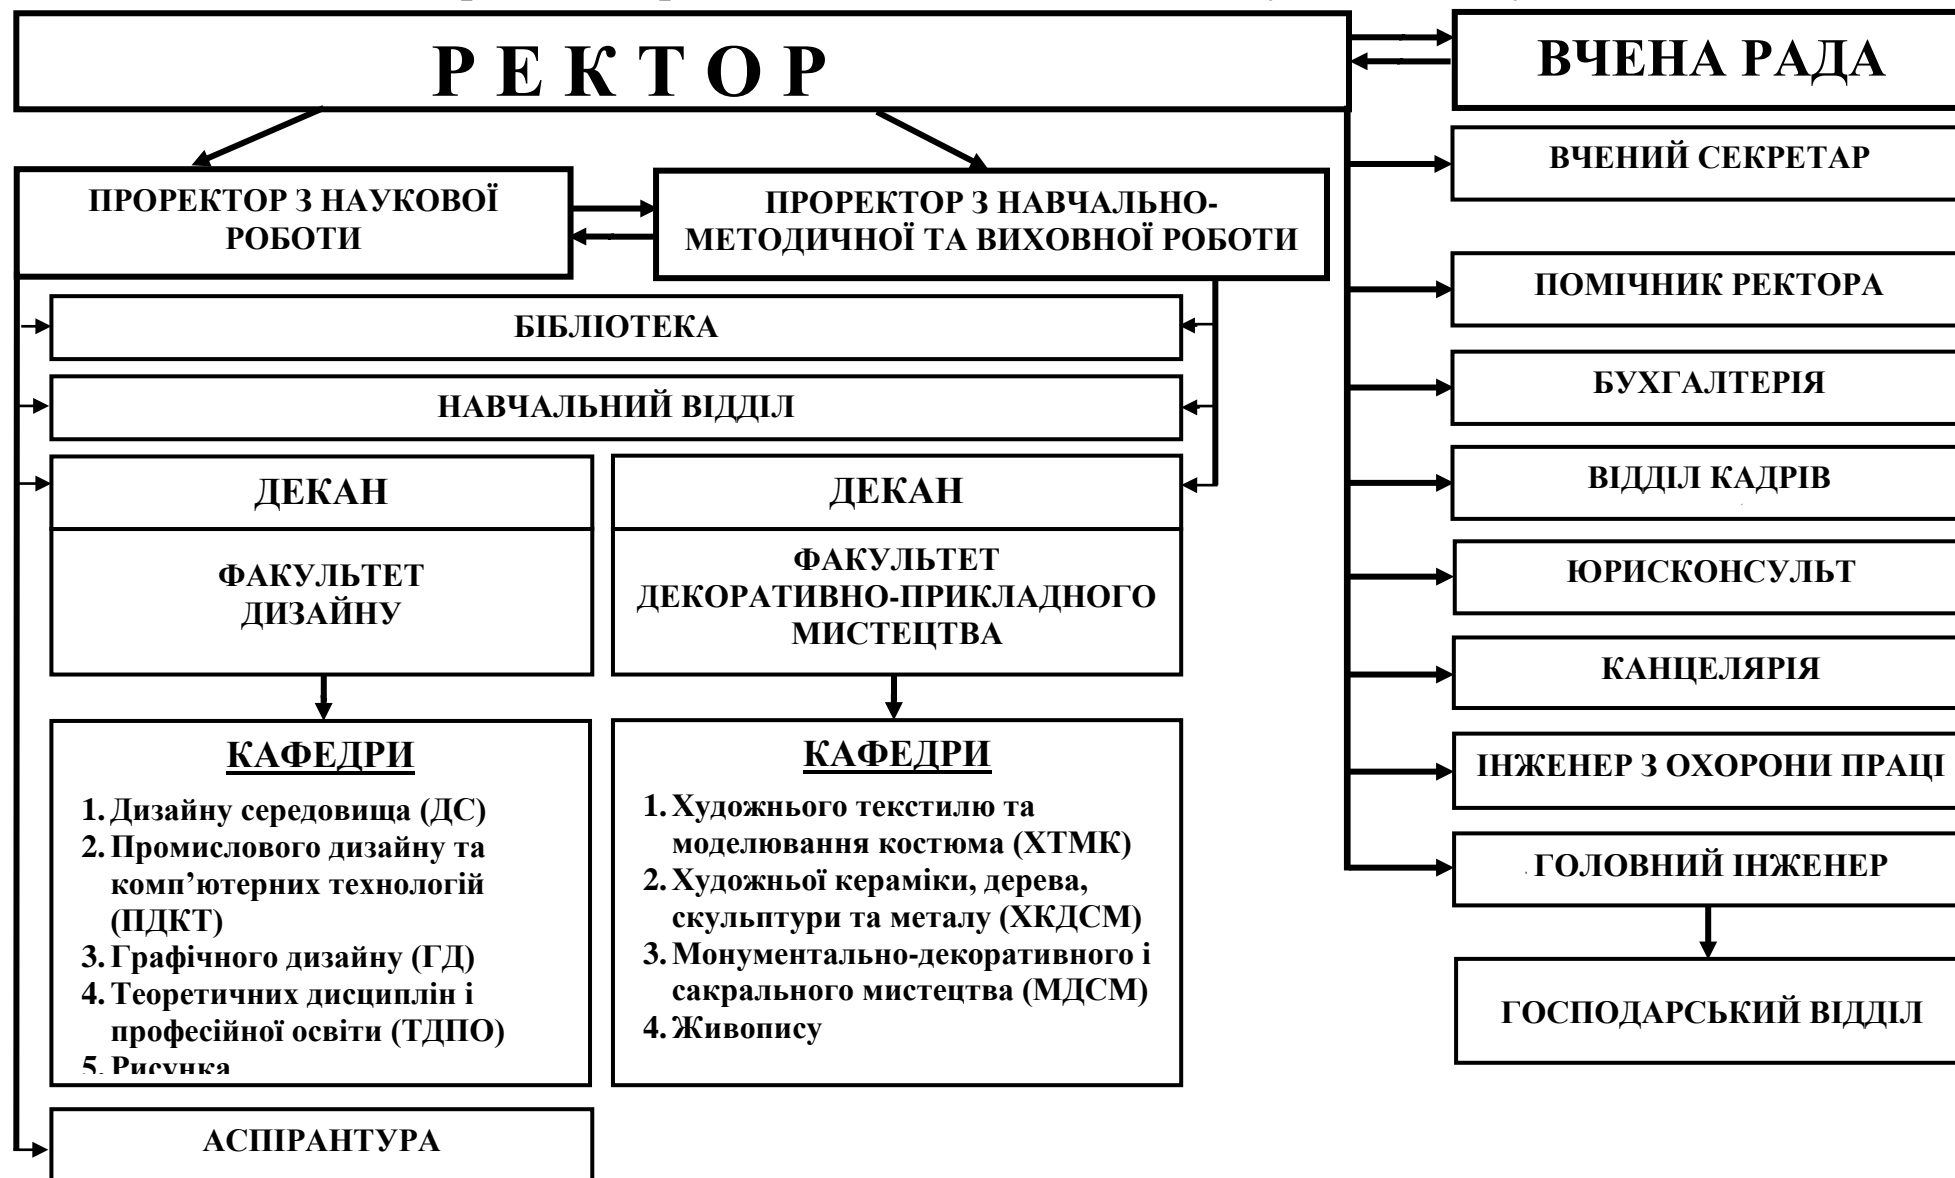 Р Е К Т О Р
ВЧЕНА РАДА
ВЧЕНИЙ СЕКРЕТАР
ПРОРЕКТОР З НАУКОВОЇ
РОБОТИ
ПРОРЕКТОР З НАВЧАЛЬНО-
МЕТОДИЧНОЇ ТА ВИХОВНОЇ РОБОТИ
ПОМІЧНИК РЕКТОРА
БІБЛІОТЕКА
БУХГАЛТЕРІЯ
НАВЧАЛЬНИЙ ВІДДІЛ
ВІДДІЛ КАДРІВ
ДЕКАН
ФАКУЛЬТЕТ
ДИЗАЙНУ
ДЕКАН
ФАКУЛЬТЕТ
ДЕКОРАТИВНО-ПРИКЛАДНОГО
МИСТЕЦТВА
ЮРИСКОНСУЛЬТ
КАНЦЕЛЯРІЯ
КАФЕДРИ
1. Дизайну середовища (ДС)
2. Промислового дизайну та
комп’ютерних технологій
(ПДКТ)
3. Графічного дизайну (ГД)
4. Теоретичних дисциплін і
професійної освіти (ТДПО)
5. Рисунка
КАФЕДРИ
1. Художнього текстилю та
моделювання костюма (ХТМК)
2. Художньої кераміки, дерева,
скульптури та металу (ХКДСМ)
3. Монументально-декоративного і
сакрального мистецтва (МДСМ)
4. Живопису
ІНЖЕНЕР З ОХОРОНИ ПРАЦІ
ГОЛОВНИЙ ІНЖЕНЕР
ГОСПОДАРСЬКИЙ ВІДДІЛ
АСПІРАНТУРА